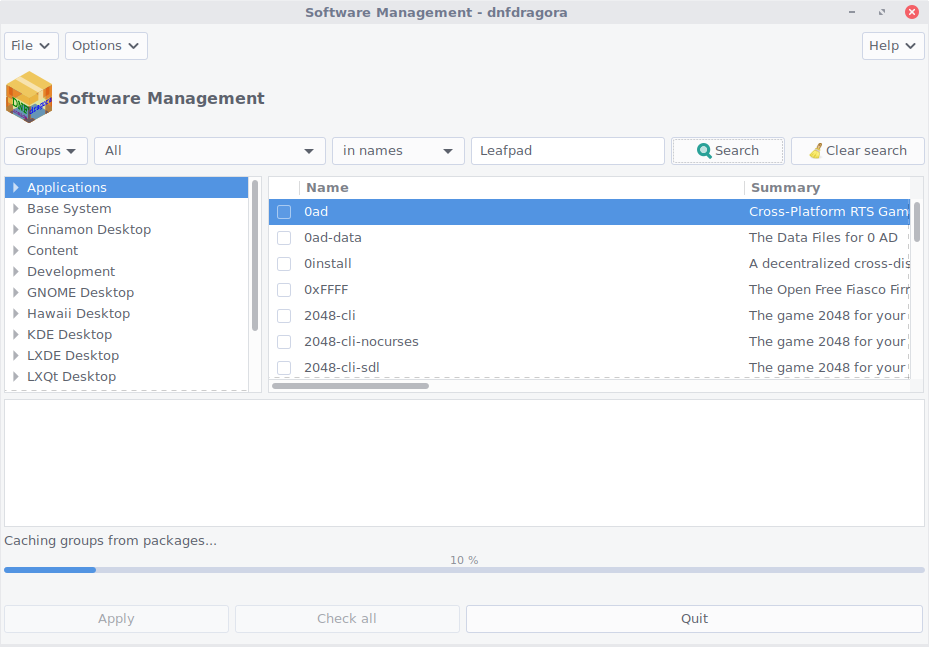 Software Management - dnfdragora
File Options Help
Software Management
Groups All in names Leafpad Search Clear search
Applications
Base System
Cinnamon Desktop
Content
Development
GNOME Desktop
Hawaii Desktop
KDE Desktop
LXDE Desktop
LXQt Desktop
Name Summary
0ad Cross-Platform RTS Gam
0ad-data The Data Files for 0 AD
0install A decentralized cross-dis
0xFFFF The Open Free Fiasco Firr
2048-cli The game 2048 for your
2048-cli-nocurses The game 2048 for your
2048-cli-sdl The game 2048 for your
Caching groups from packages...
10 %
Apply Check all Quit